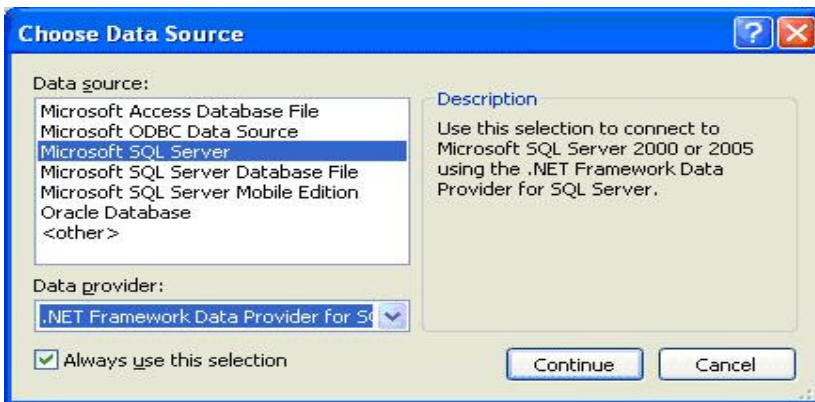 Choose Data Source
Data source:
Microsoft Access Database File
Microsoft ODBC Data Source
Microsoft SQL Server
Microsoft SQL Server Database File
Microsoft SQL Server Mobile Edition
Oracle Database
<other>
Data provider:
.NET Framework Data Provider for SQ
Always use this selection
Description
Use this selection to connect to
Microsoft SQL Server 2000 or 2005
using the .NET Framework Data
Provider for SQL Server.
Continue
Cancel